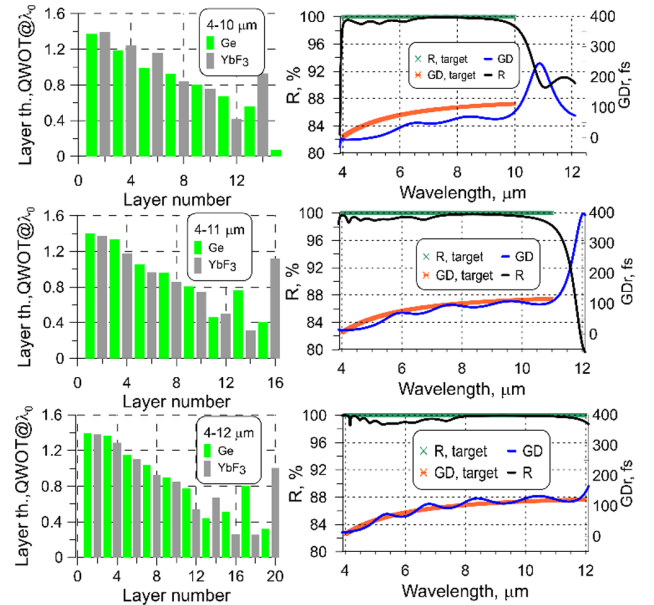 1.6
1.2
0.8
0.4
0
Layer th.,QWOT@λ0
4-10 μm
Ge
YbF3
0 4 8 12
Layer number
100
96
92
88
84
80
R, %
R, target GD
GD, target R
400
300
200
100
0
GDr, fs
4 6 8 10 12
Wavelength, μm
1.6
1.2
0.8
0.4
0
Layer th.,QWOT@λ0
4-11 μm
Ge
YbF3
0 4 8 12 16
Layer number
100
96
92
88
84
80
R, %
R, target GD
GD, target R
400
300
200
100
0
GDr, fs
4 6 8 10 12
Wavelength, μm
1.6
1.2
0.8
0.4
0
Layer th.,QWOT@λ0
4-12 μm
Ge
YbF3
0 4 8 12 16 20
Layer number
100
96
92
88
84
80
R, %
R, target GD
GD, target R
400
300
200
100
0
GDr, fs
4 6 8 10 12
Wavelength, μm